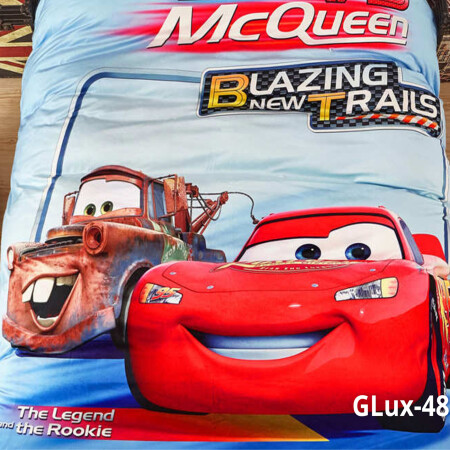 McQUEEN
BLAZING
NEW TRAILS
The Legend
and the Rookie
GLux-48